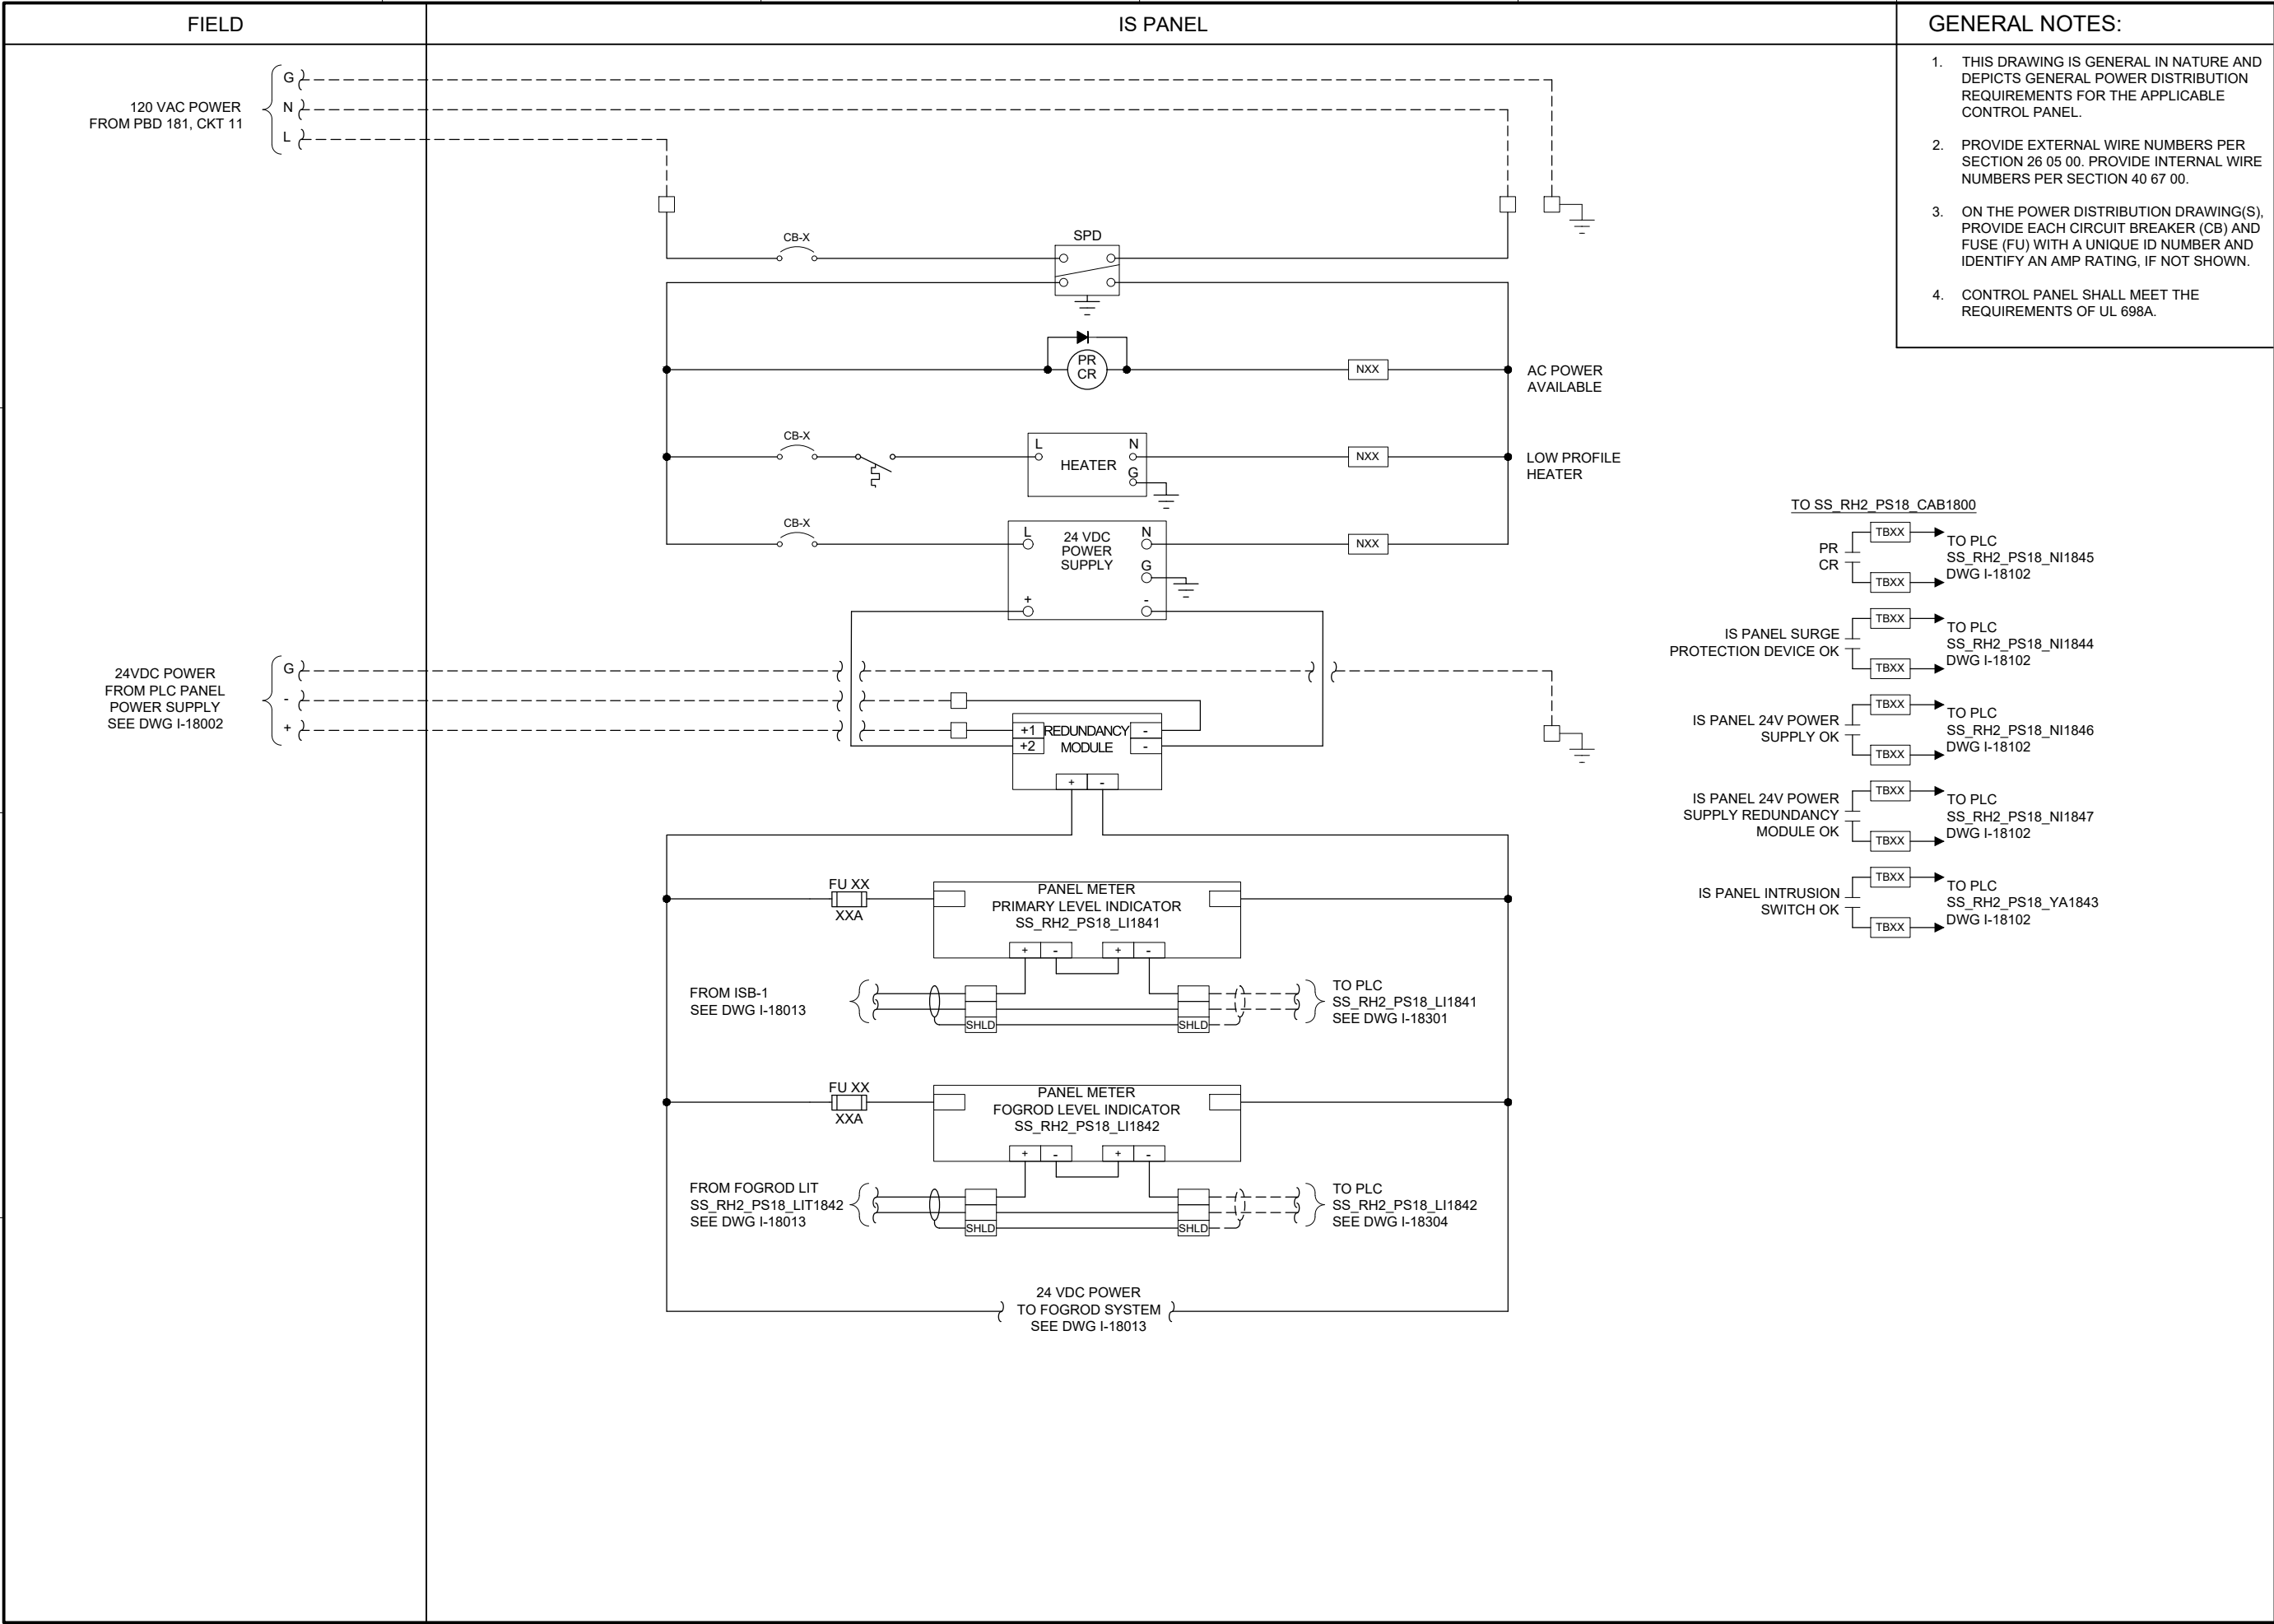 FIELD
IS PANEL
GENERAL NOTES:
1. THIS DRAWING IS GENERAL IN NATURE AND
DEPICTS GENERAL POWER DISTRIBUTION
REQUIREMENTS FOR THE APPLICABLE
CONTROL PANEL.
2. PROVIDE EXTERNAL WIRE NUMBERS PER
SECTION 26 05 00. PROVIDE INTERNAL WIRE
NUMBERS PER SECTION 40 67 00.
3. ON THE POWER DISTRIBUTION DRAWING(S),
PROVIDE EACH CIRCUIT BREAKER (CB) AND
FUSE (FU) WITH A UNIQUE ID NUMBER AND
IDENTIFY AN AMP RATING, IF NOT SHOWN.
4. CONTROL PANEL SHALL MEET THE
REQUIREMENTS OF UL 698A.
120 VAC POWER
FROM PBD 181, CKT 11
G
N
L
CB-X
SPD
PR
CR
NXX
AC POWER
AVAILABLE
CB-X
L
N
HEATER
G
NXX
LOW PROFILE
HEATER
CB-X
L
24 VDC
POWER
SUPPLY
N
G
+
-
NXX
24VDC POWER
FROM PLC PANEL
POWER SUPPLY
SEE DWG I-18002
G
-
+
+1 REDUNDANCY -
+2 MODULE -
+ -
FU XX
XXA
PANEL METER
PRIMARY LEVEL INDICATOR
SS_RH2_PS18_LI1841
+ - + -
FROM ISB-1
SEE DWG I-18013
SHLD
SHLD
TO PLC
SS_RH2_PS18_LI1841
SEE DWG I-18301
FU XX
XXA
PANEL METER
FOGROD LEVEL INDICATOR
SS_RH2_PS18_LI1842
+ - + -
FROM FOGROD LIT
SS_RH2_PS18_LIT1842
SEE DWG I-18013
SHLD
SHLD
TO PLC
SS_RH2_PS18_LI1842
SEE DWG I-18304
24 VDC POWER
TO FOGROD SYSTEM
SEE DWG I-18013
TO SS_RH2_PS18_CAB1800
PR
CR
TBXX
TBXX
TO PLC
SS_RH2_PS18_NI1845
DWG I-18102
IS PANEL SURGE
PROTECTION DEVICE OK
TBXX
TBXX
TO PLC
SS_RH2_PS18_NI1844
DWG I-18102
IS PANEL 24V POWER
SUPPLY OK
TBXX
TBXX
TO PLC
SS_RH2_PS18_NI1846
DWG I-18102
IS PANEL 24V POWER
SUPPLY REDUNDANCY
MODULE OK
TBXX
TBXX
TO PLC
SS_RH2_PS18_NI1847
DWG I-18102
IS PANEL INTRUSION
SWITCH OK
TBXX
TBXX
TO PLC
SS_RH2_PS18_YA1843
DWG I-18102